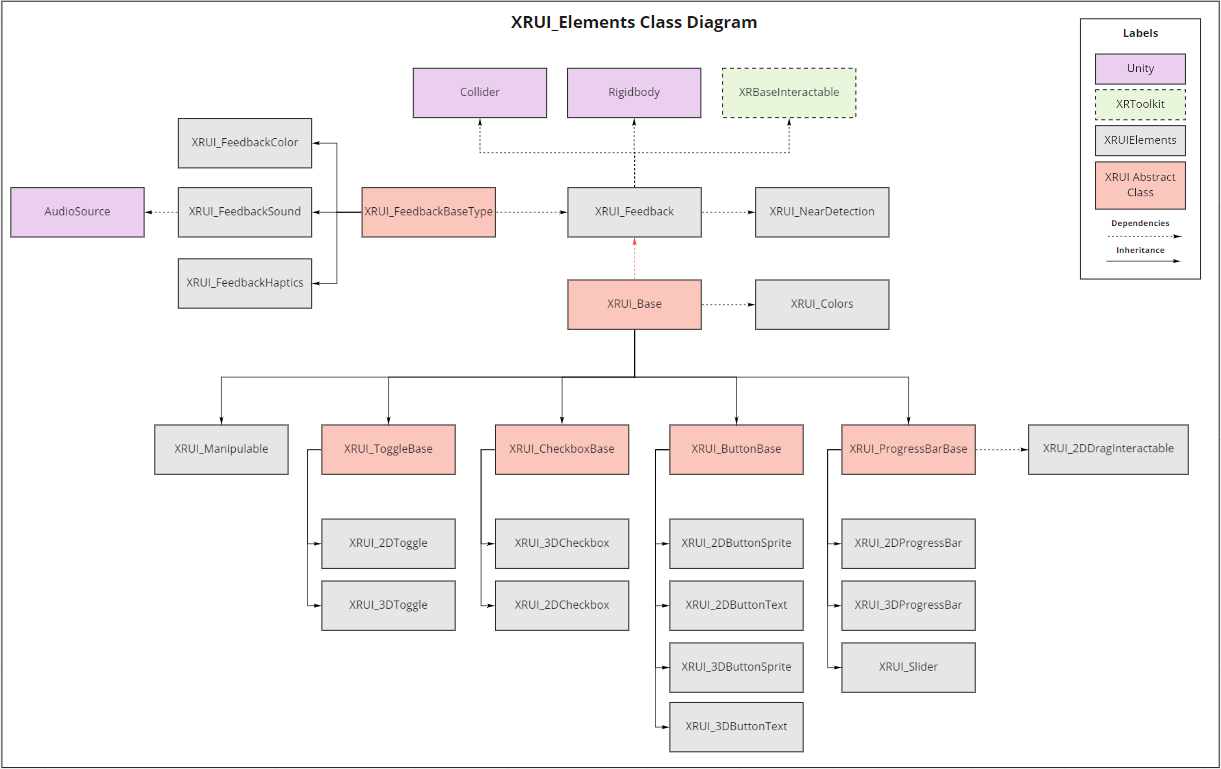 XRUI_Elements Class Diagram
Labels
Unity
XRToolkit
XRUIElements
XRUI Abstract
Class
Dependencies
Inheritance
Collider
Rigidbody
XRBaseInteractable
XRUI_FeedbackColor
AudioSource
XRUI_FeedbackSound
XRUI_FeedbackBaseType
XRUI_Feedback
XRUI_NearDetection
XRUI_FeedbackHaptics
XRUI_Base
XRUI_Colors
XRUI_Manipulable
XRUI_ToggleBase
XRUI_CheckboxBase
XRUI_ButtonBase
XRUI_ProgressBarBase
XRUI_2DDragInteractable
XRUI_2DToggle
XRUI_3DCheckbox
XRUI_2DButtonSprite
XRUI_2DProgressBar
XRUI_3DToggle
XRUI_2DCheckbox
XRUI_2DButtonText
XRUI_3DProgressBar
XRUI_3DButtonSprite
XRUI_Slider
XRUI_3DButtonText